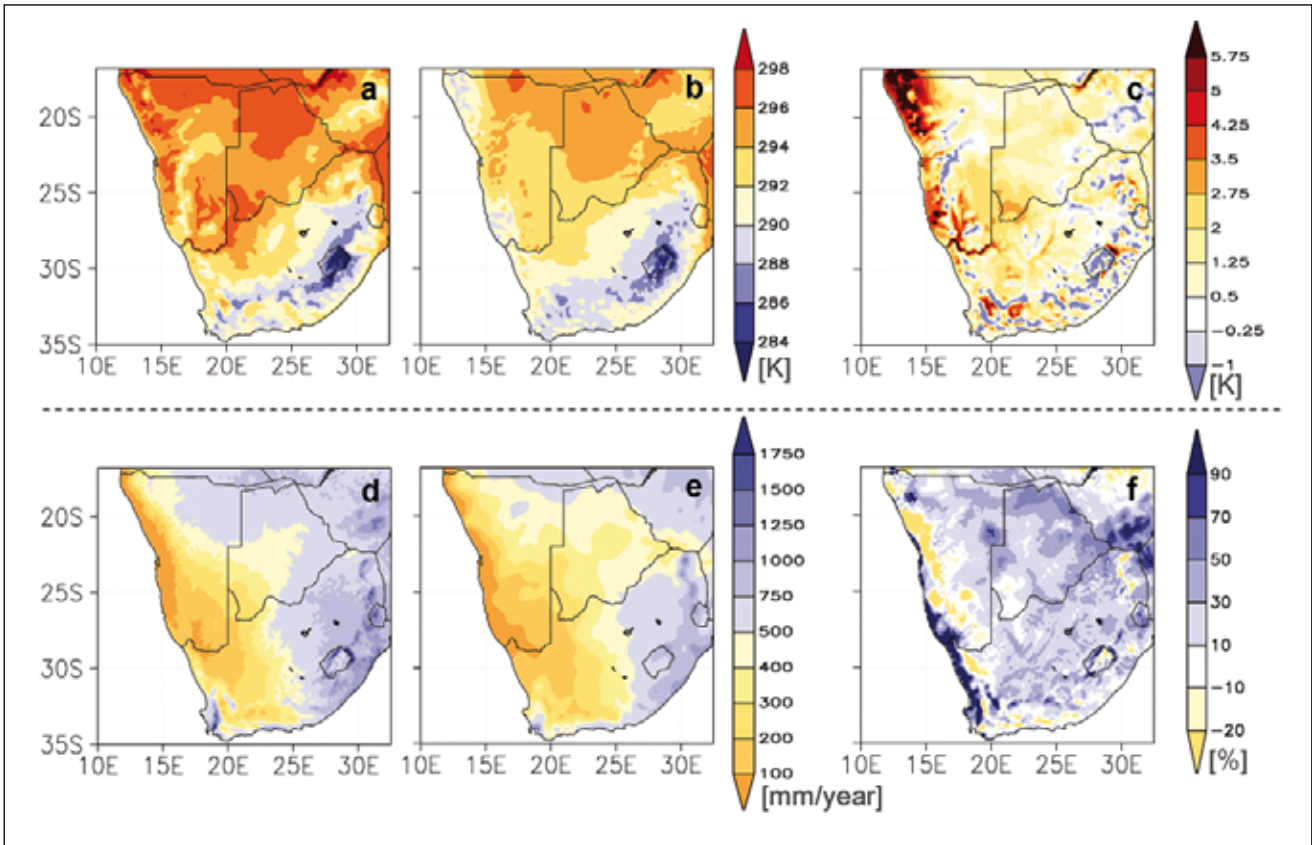 a
b
c
20S
25S
30S
35S
10E 15E 20E 25E 30E
10E 15E 20E 25E 30E
298
296
294
292
290
288
286
284
[K]
10E 15E 20E 25E 30E
5.75
5
4.25
3.5
2.75
2
1.25
0.5
−0.25
−1
[K]
d
e
f
20S
25S
30S
35S
10E 15E 20E 25E 30E
10E 15E 20E 25E 30E
1750
1500
1250
1000
750
500
400
300
200
100
[mm/year]
10E 15E 20E 25E 30E
90
70
50
30
10
−10
−20
[%]